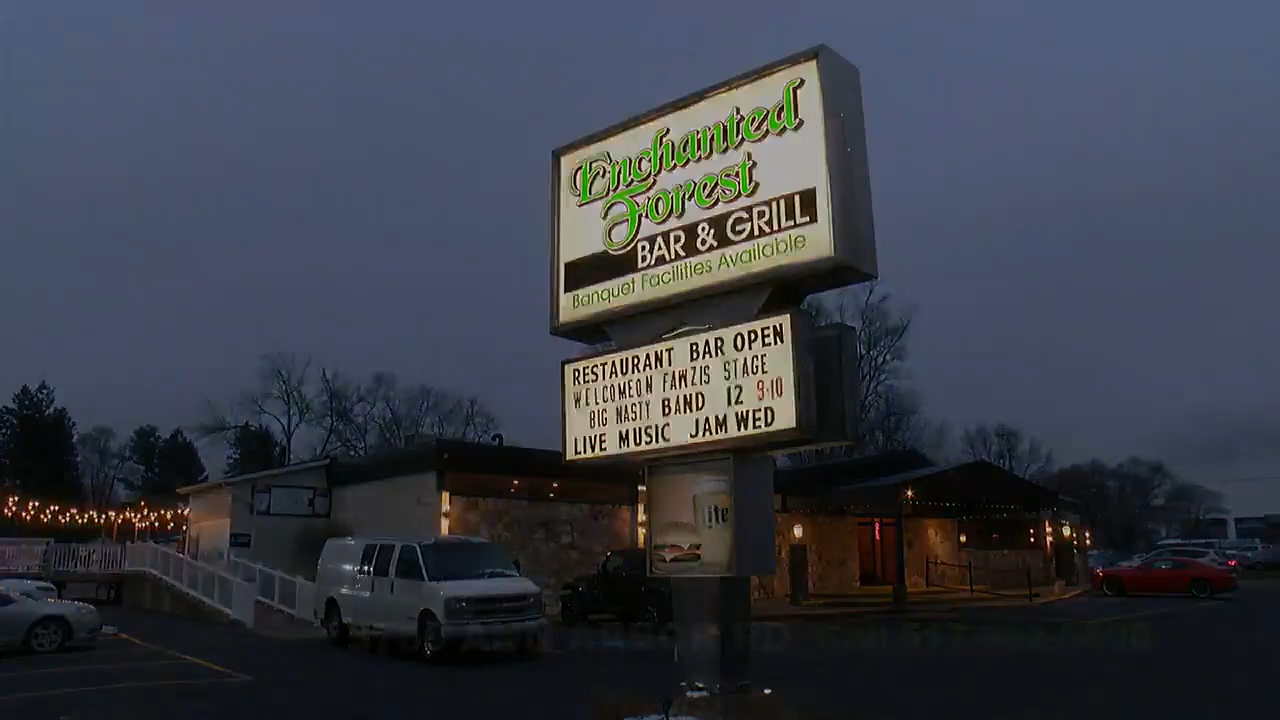 Enchanted
Forest
BAR & GRILL
Banquet Facilities Available
RESTAURANT BAR OPEN
WELCOMEON FAWZIS STAGE
BIG NASTY BAND 12 9-10
LIVE MUSIC JAM WED
lite